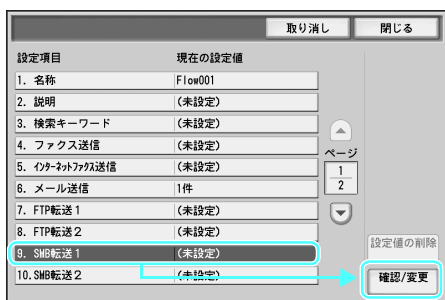 取り消し 閉じる
設定項目 現在の設定値
1. 名称 Flow001
2. 説明 (未設定)
3. 検索キーワード (未設定)
4. ファクス送信 (未設定)
5. インターネットファクス送信 (未設定)
6. メール送信 1件
7. FTP転送1 (未設定)
8. FTP転送2 (未設定)
9. SMB転送1 (未設定)
10. SMB転送2 (未設定)
ページ
1
2
設定値の削除
確認/変更